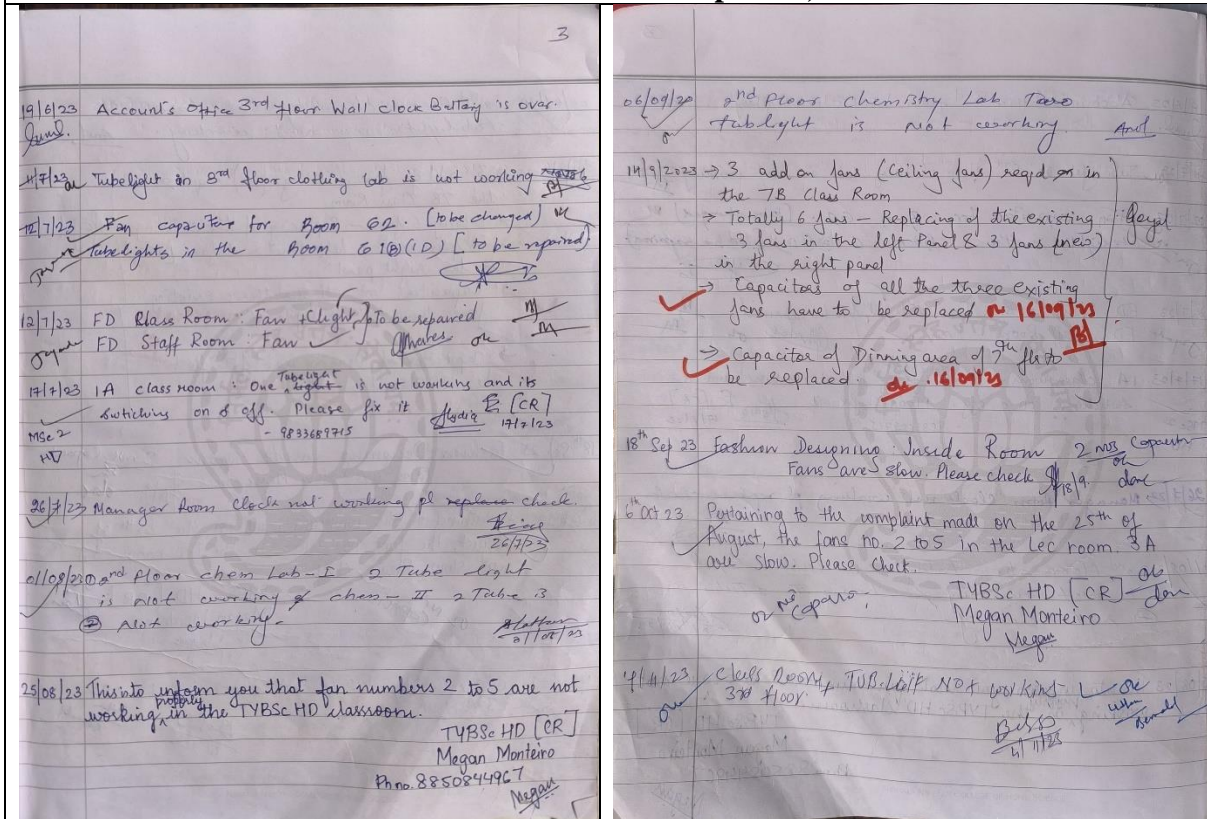 3
19/6/23 Account's Office 3rd floor Wall clock Battary is over.
4/7/23 Tubelight in 3rd floor clothing lab is not working
12/7/23 Fan for Room 62. [to be changed]
Tubelights in the Room 61(B)(1D) [to be repaired]
12/7/23 FD Class Room : Fan + Light } To be repaired
FD Staff Room : Fan
17/7/23 1A class room : One Tubelight is not working and its
switching on & off. Please fix it [CR]
17/7/23
- 9833689715
MSc 2
HD
26/7/23 Manager Room Clock not working pl replace check.
26/7/23
01/08/20 2nd floor chem Lab-I 2 Tube light
is not working & chem-II 2 Tube is
not working.
25/08/23 This is to inform you that fan numbers 2 to 5 are not
working properly in the TYBSc HD classroom.
TYBSc HD [CR]
Megan Monteiro
Ph no. 8850844967
Megan
06/09/20 2nd floor chemistry Lab Two
tublight is not working
14/9/2023 → 3 add on fans (Ceiling fans) reqd in
the 7B Class Room
→ Totally 6 fans – Replacing of the existing
3 fans in the left Panel & 3 fans (new)
in the right panel
→ Capacitors of all the three existing
fans have to be replaced 16/09/23
→ Capacitor of Dinning area of 7th flr to
be replaced. 16/09/23
18th Sep 23 Fashion Designing Inside Room 2 nos
Fans are slow. Please check 18/9. done
6th Oct 23 Pertaining to the complaint made on the 25th of
August, the fans no. 2 to 5 in the lec room 3A
are slow. Please check.
TYBSc HD [CR]
Megan Monteiro
Megan
Class Room, NOT working
3rd floor